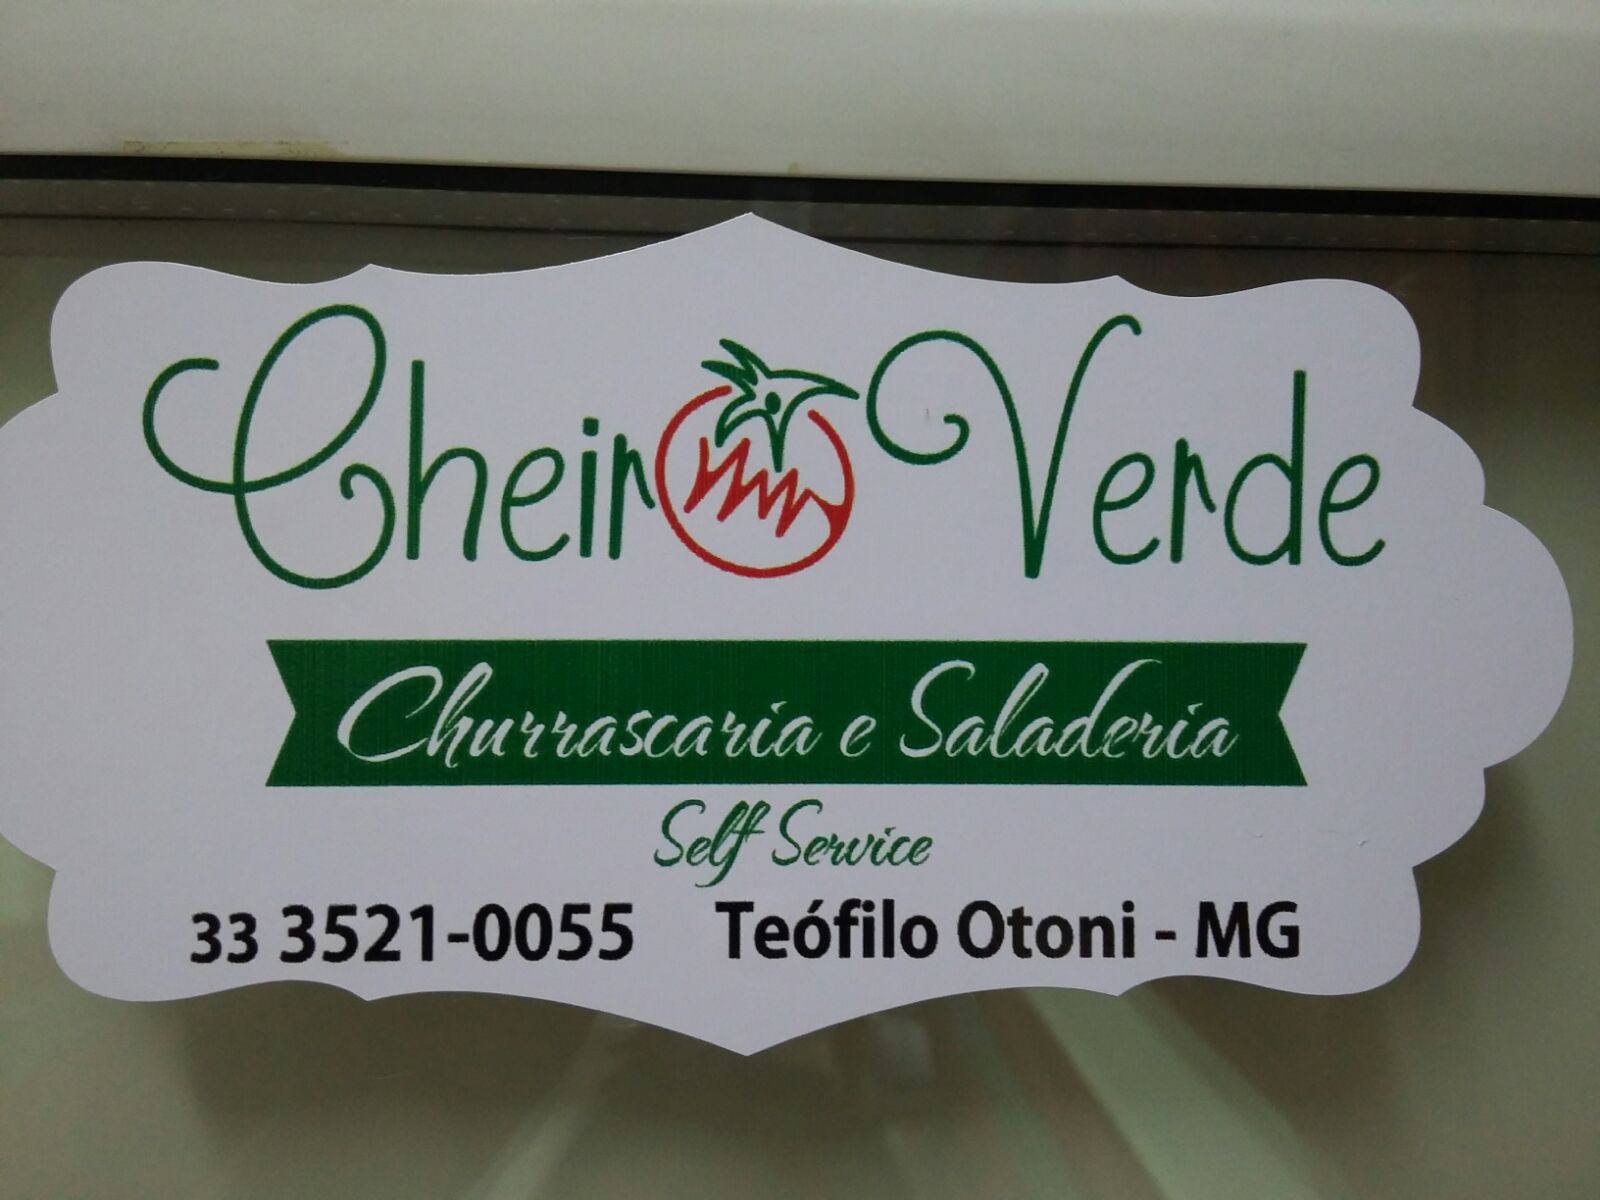 Cheiro Verde
Churrascaria e Saladeria
Self Service
33 3521-0055 Teófilo Otoni - MG